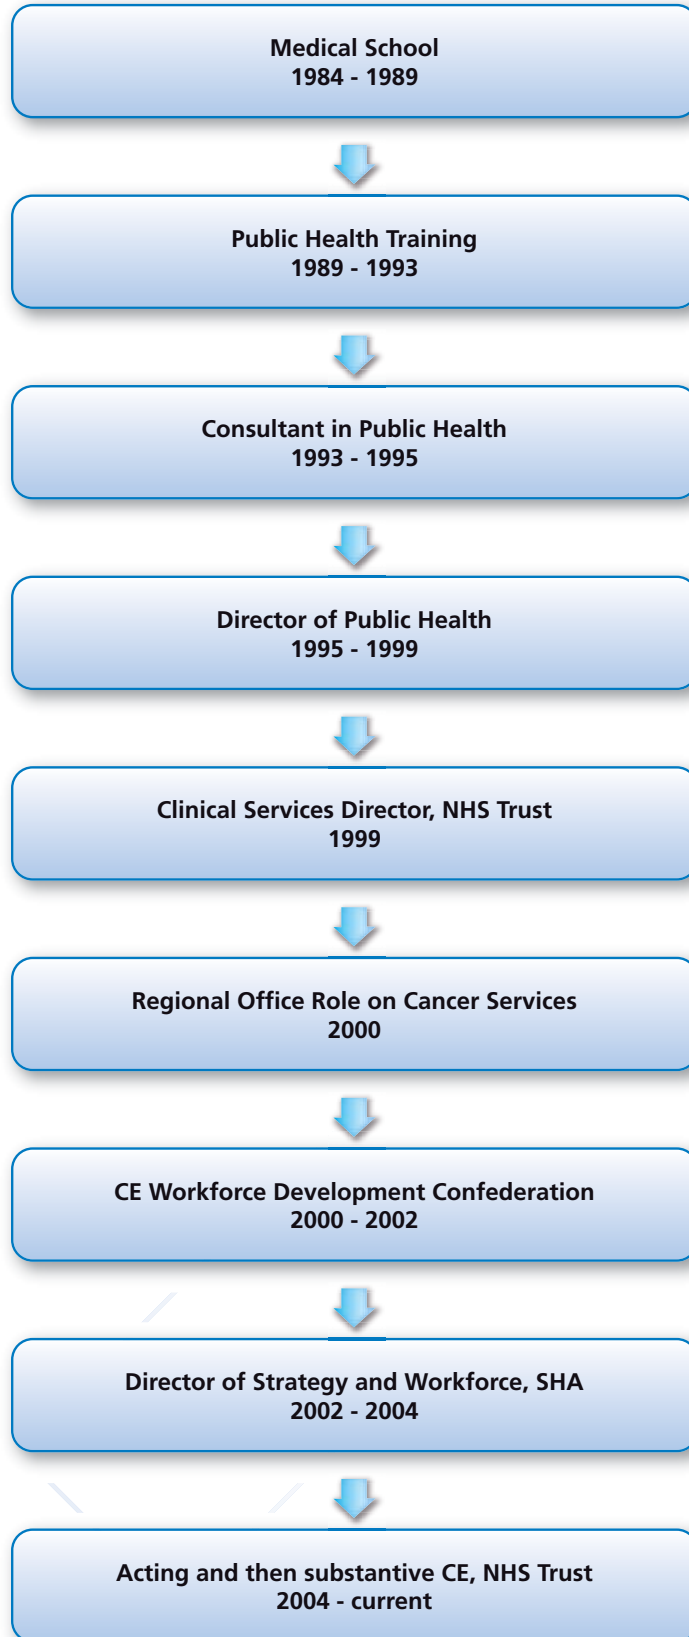 Medical School
1984 - 1989
Public Health Training
1989 - 1993
Consultant in Public Health
1993 - 1995
Director of Public Health
1995 - 1999
Clinical Services Director, NHS Trust
1999
Regional Office Role on Cancer Services
2000
CE Workforce Development Confederation
2000 - 2002
Director of Strategy and Workforce, SHA
2002 - 2004
Acting and then substantive CE, NHS Trust
2004 - current